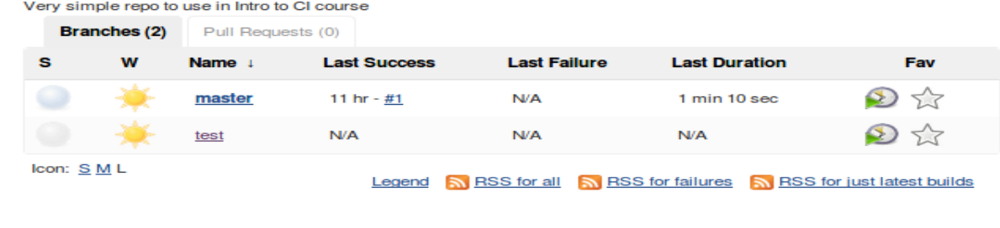 Very simple repo to use in Intro to CI course
Branches (2) Pull Requests (0)
S W Name ↓ Last Success Last Failure Last Duration Fav
master 11 hr - #1 N/A 1 min 10 sec
test N/A N/A N/A
Icon: S M L
Legend RSS for all RSS for failures RSS for just latest builds